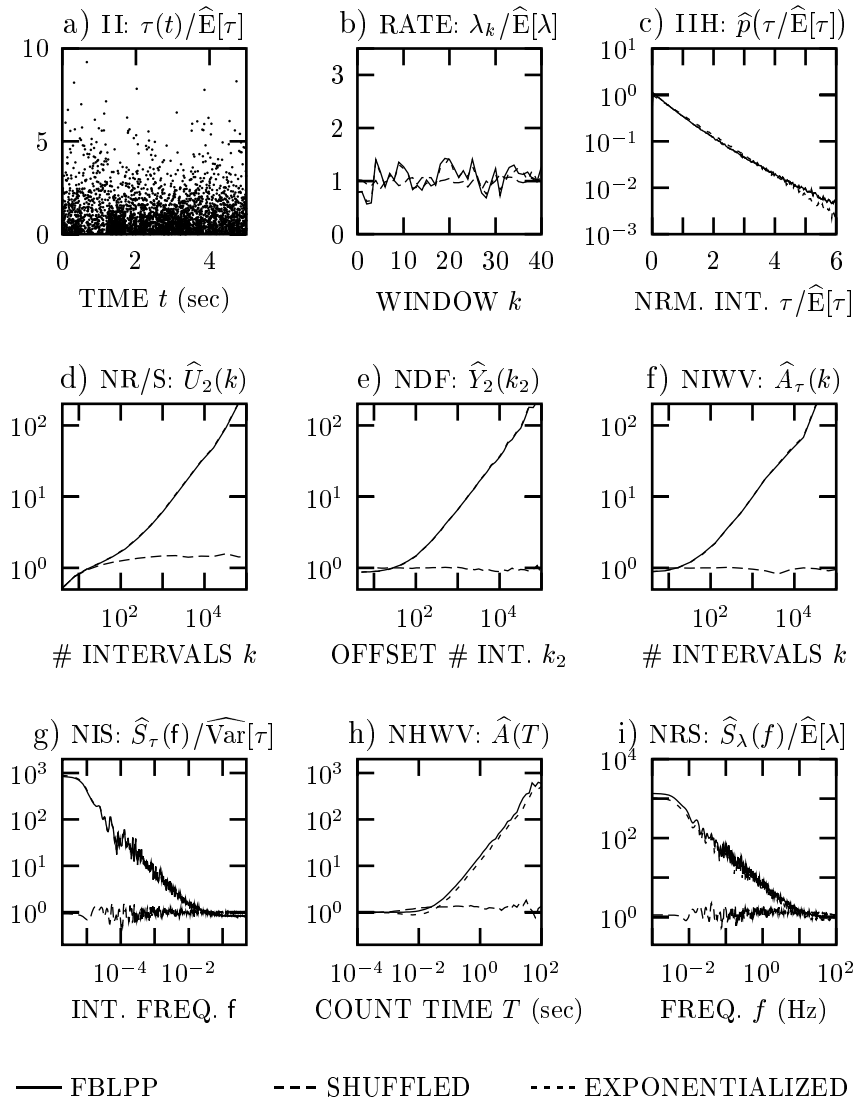 a) II: τ(t)/Ê[τ]
b) RATE: λ_k/Ê[λ]
c) IIH: p̂(τ/Ê[τ])
10
5
0
0 2 4
TIME t (sec)
3
2
1
0
0 10 20 30 40
WINDOW k
10^1
10^0
10^−1
10^−2
10^−3
0 2 4 6
NRM. INT. τ/Ê[τ]
d) NR/S: Û_2(k)
e) NDF: Ŷ_2(k_2)
f) NIWV: Â_τ(k)
10^2
10^1
10^0
10^2 10^4
# INTERVALS k
10^2
10^1
10^0
10^2 10^4
OFFSET # INT. k_2
10^2
10^1
10^0
10^2 10^4
# INTERVALS k
g) NIS: Ŝ_τ(f)/V̂ar[τ]
h) NHWV: Â(T)
i) NRS: Ŝ_λ(f)/Ê[λ]
10^3
10^2
10^1
10^0
10^−4 10^−2
INT. FREQ. f
10^3
10^2
10^1
10^0
10^−4 10^−2 10^0 10^2
COUNT TIME T (sec)
10^4
10^2
10^0
10^−2 10^0 10^2
FREQ. f (Hz)
FBLPP SHUFFLED EXPONENTIALIZED